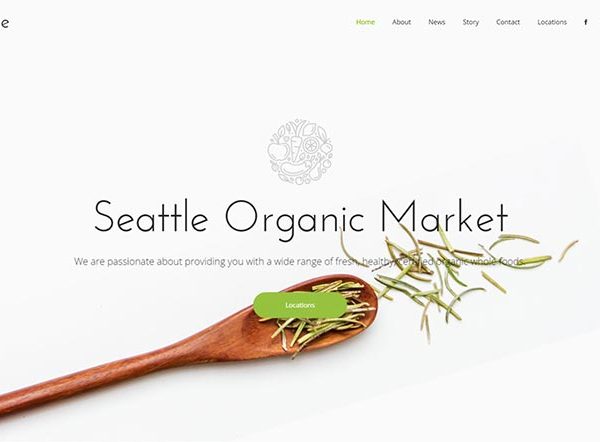 Home About News Story Contact Locations f
Seattle Organic Market
We are passionate about providing you with a wide range of fresh, healthy, certified organic whole foods.
Locations